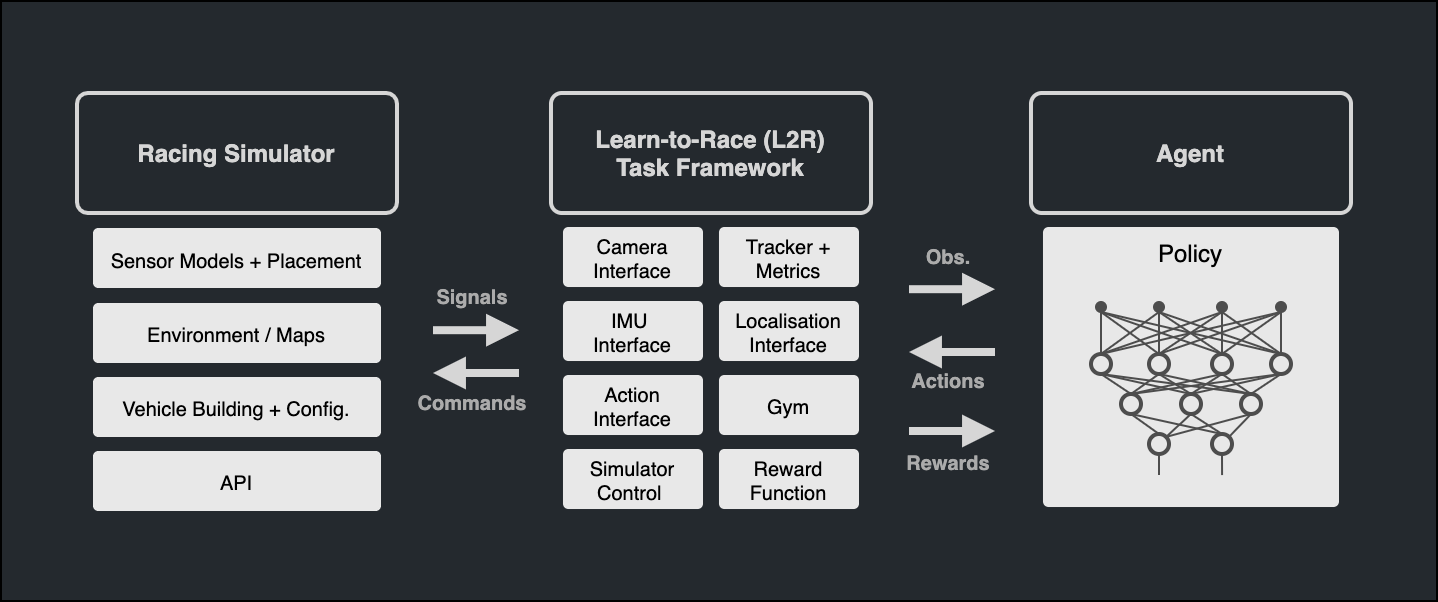 Racing Simulator
Sensor Models + Placement
Environment / Maps
Vehicle Building + Config.
API
Signals
Commands
Learn-to-Race (L2R)
Task Framework
Camera
Interface
Tracker +
Metrics
IMU
Interface
Localisation
Interface
Action
Interface
Gym
Simulator
Control
Reward
Function
Obs.
Actions
Rewards
Agent
Policy